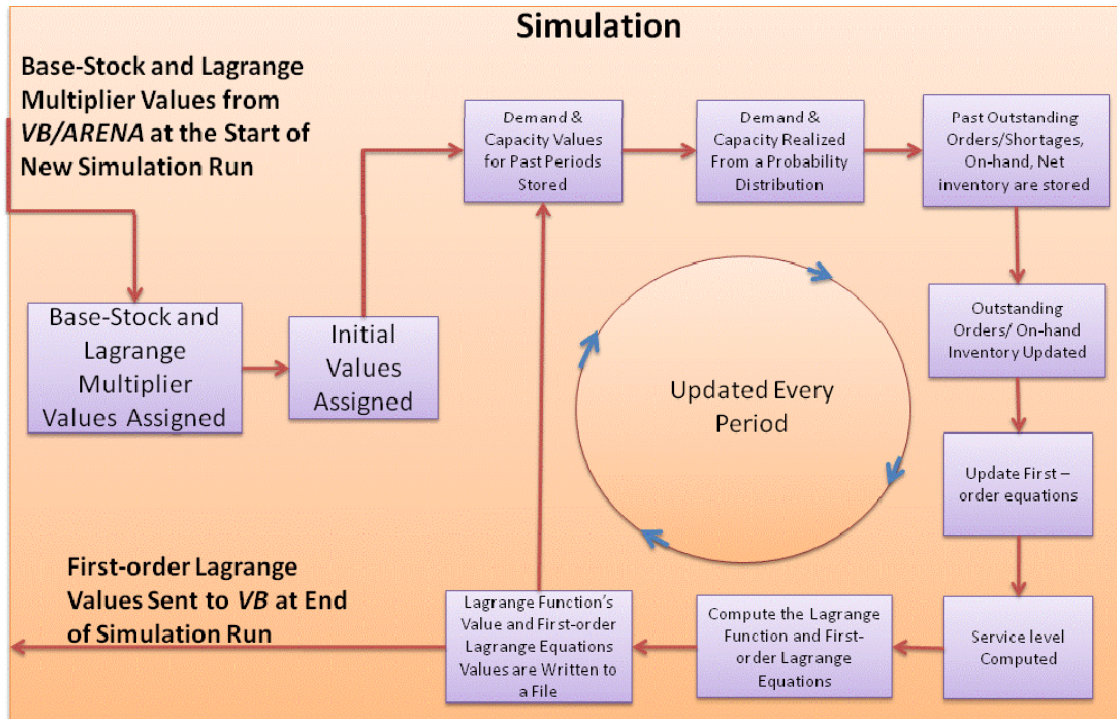 Simulation
Base-Stock and Lagrange
Multiplier Values from
VB/ARENA at the Start of
New Simulation Run
Demand &
Capacity Values
for Past Periods
Stored
Demand &
Capacity Realized
From a Probability
Distribution
Past Outstanding
Orders/Shortages,
On-hand, Net
inventory are stored
Base-Stock and
Lagrange
Multiplier
Values Assigned
Initial
Values
Assigned
Outstanding
Orders/ On-hand
Inventory Updated
Updated Every
Period
Update First –
order equations
First-order Lagrange
Values Sent to VB at End
of Simulation Run
Lagrange Function's
Value and First-order
Lagrange Equations
Values are Written to
a File
Compute the Lagrange
Function and First-
order Lagrange
Equations
Service level
Computed